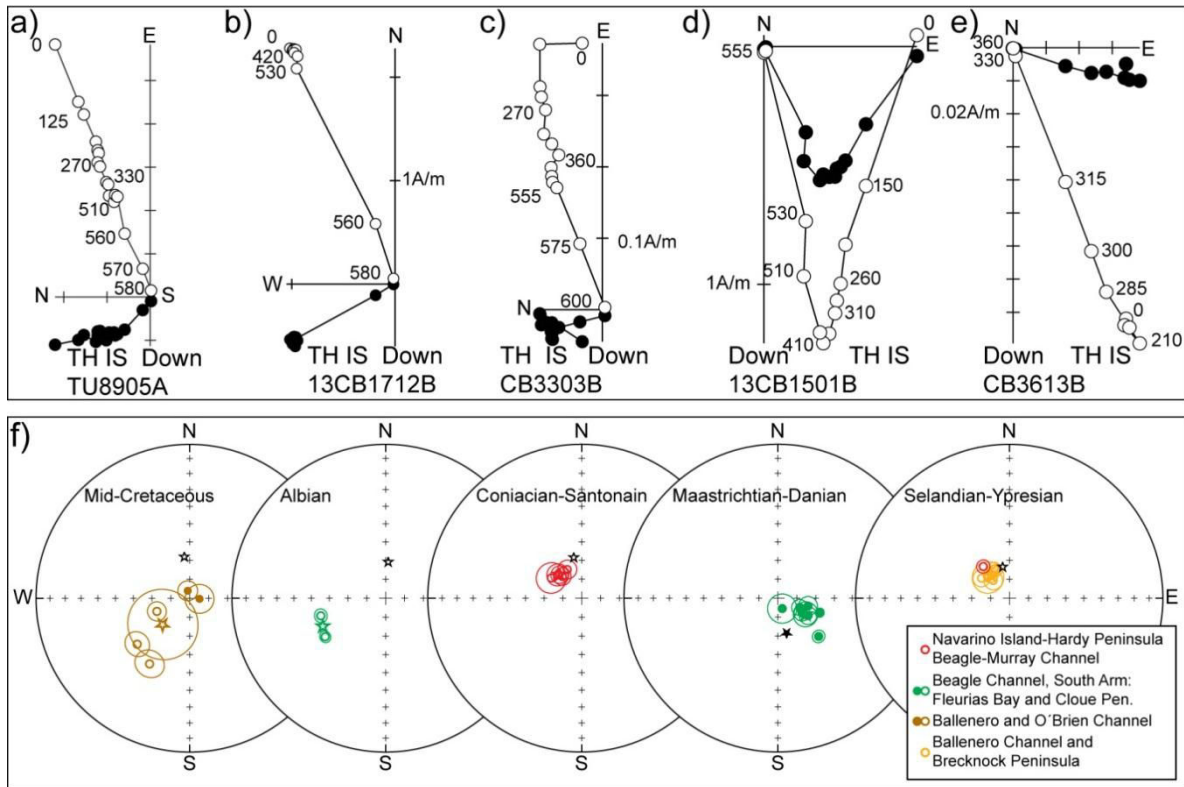 a)
E
0
125
270
330
510
560
570
580
N
S
TH IS Down
TU8905A
b)
N
0
420
530
1A/m
560
580
W
TH IS Down
13CB1712B
c)
E
0
270
360
555
0.1A/m
575
600
N
TH IS Down
CB3303B
d)
N
0
555
E
150
530
510
1A/m
260
310
410
Down TH IS
13CB1501B
e)
N
360
330
E
0.02A/m
315
300
285
0
210
Down TH IS
CB3613B
f)
N
N
N
N
N
Mid-Cretaceous
Albian
Coniacian-Santonain
Maastrichtian-Danian
Selandian-Ypresian
W
E
S
S
S
S
Navarino Island-Hardy Peninsula
Beagle-Murray Channel
Beagle Channel, South Arm:
Fleurias Bay and Cloue Pen.
Ballenero and O´Brien Channel
Ballenero Channel and
Brecknock Peninsula